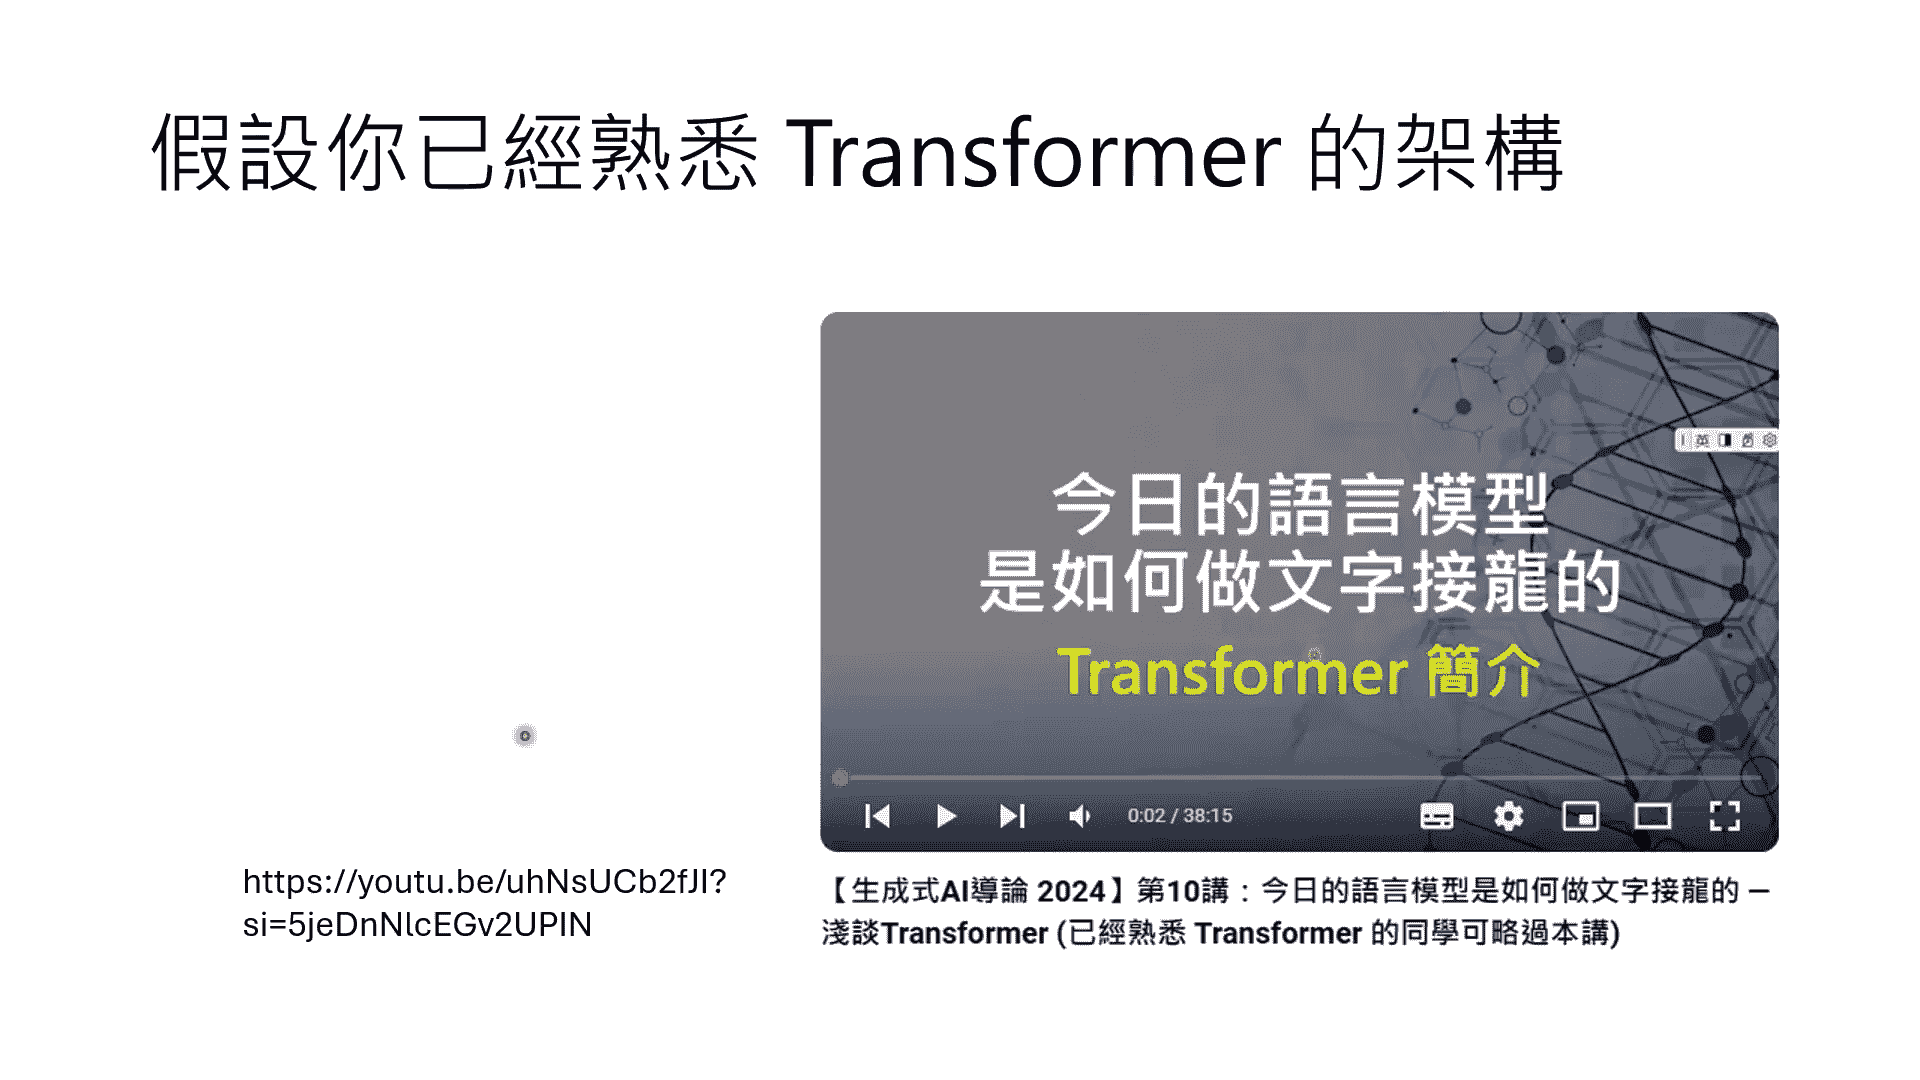 假設你已經熟悉 Transformer 的架構
今日的語言模型
是如何做文字接龍的
Transformer 簡介
0:02 / 38:15
https://youtu.be/uhNsUCb2fJI?
si=5jeDnNlcEGv2UPIN
【生成式AI導論 2024】第10講：今日的語言模型是如何做文字接龍的 —
淺談Transformer (已經熟悉 Transformer 的同學可略過本講)